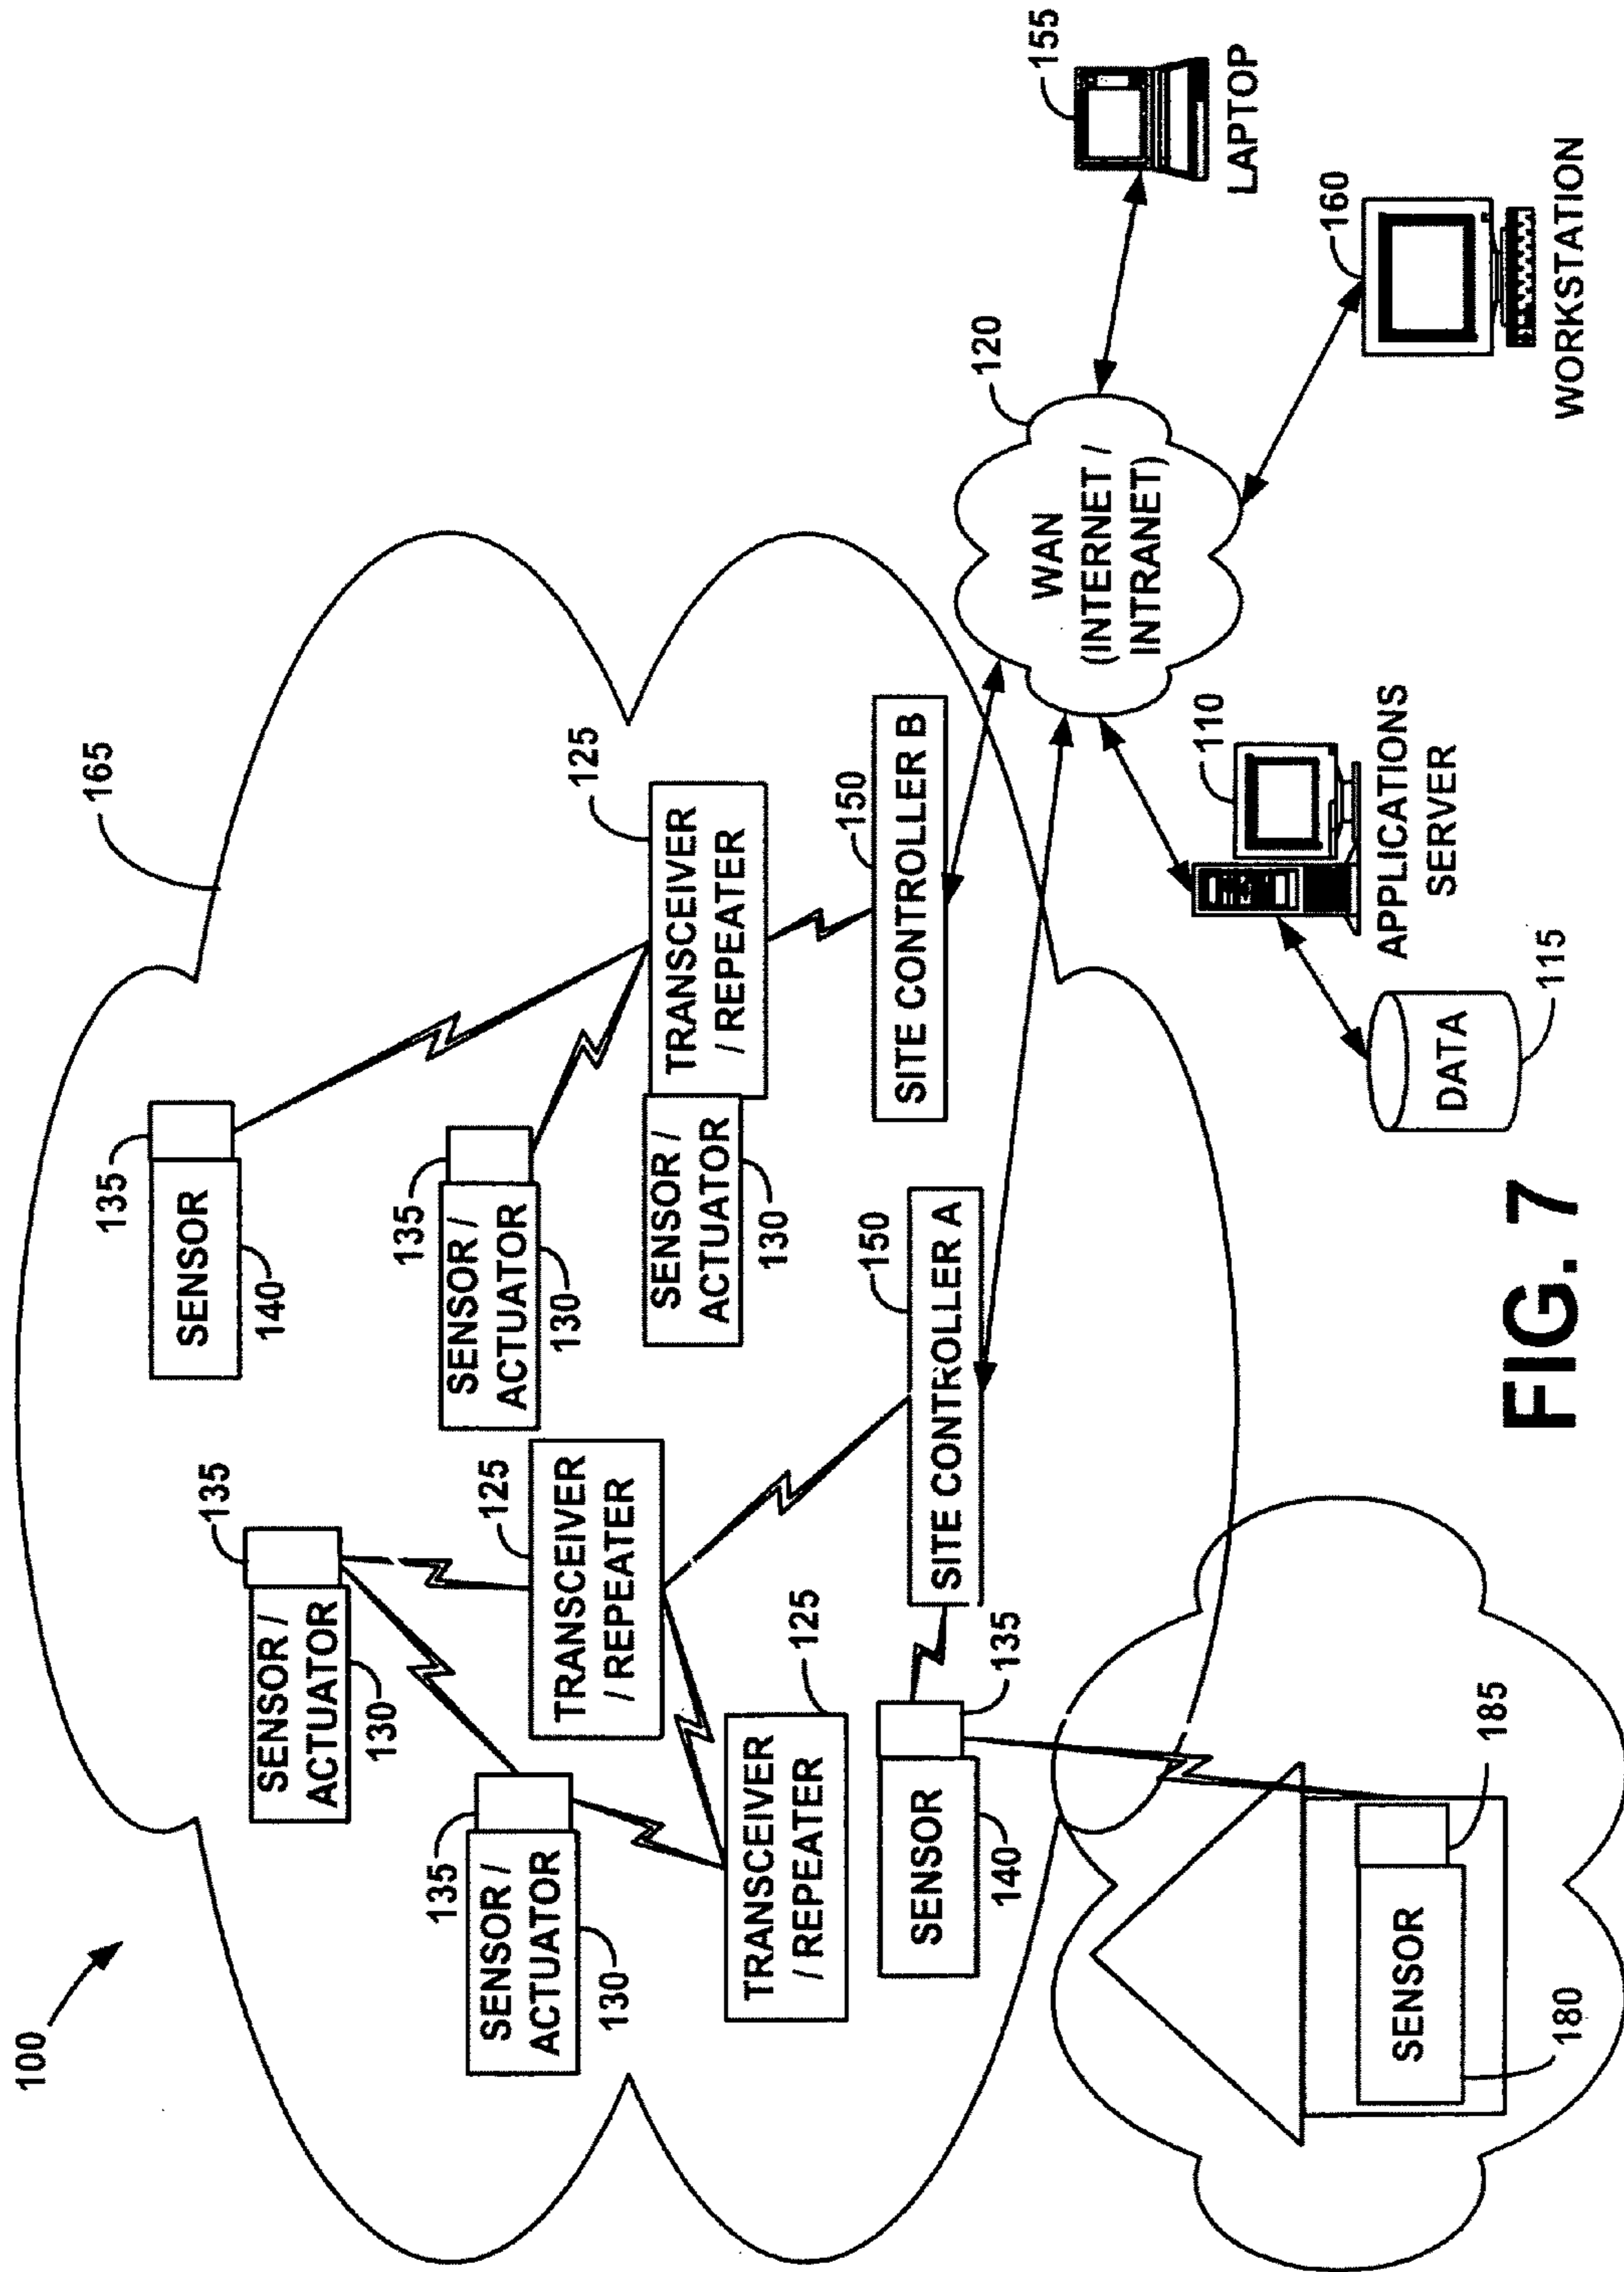 100
165
135
SENSOR
140
135
SENSOR /
ACTUATOR
130
135
SENSOR /
ACTUATOR
130
135
SENSOR /
ACTUATOR
130
125
TRANSCEIVER
/ REPEATER
125
TRANSCEIVER
/ REPEATER
SENSOR /
ACTUATOR
130
125
TRANSCEIVER
/ REPEATER
SENSOR
140
135
150
SITE CONTROLLER A
150
SITE CONTROLLER B
120
WAN
(INTERNET /
INTRANET)
155
LAPTOP
160
WORKSTATION
110
APPLICATIONS
SERVER
DATA
115
SENSOR
180
185
FIG. 7